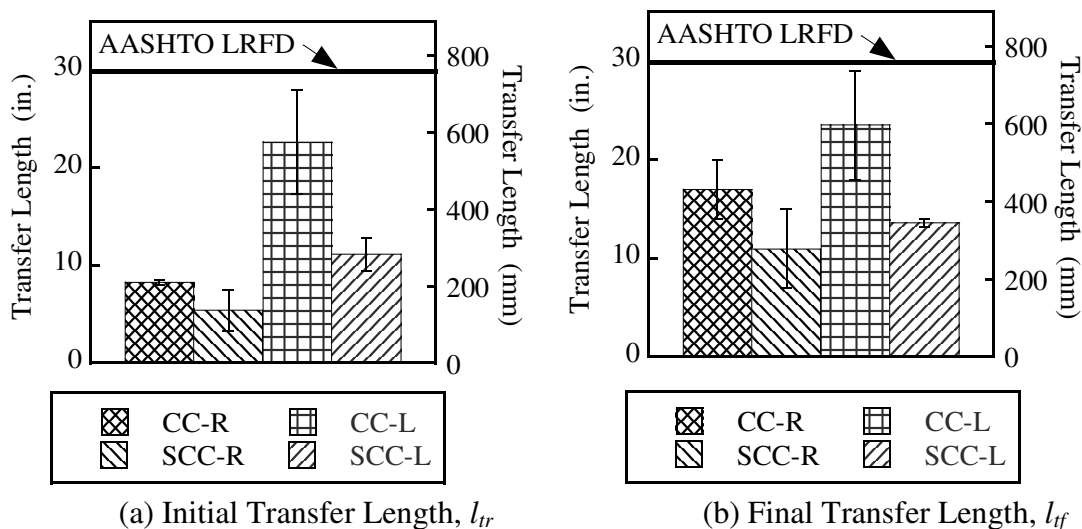 AASHTO LRFD
Transfer Length (in.)
30
20
10
0
800
600
400
200
0
Transfer Length (mm)
CC-R
CC-L
SCC-R
SCC-L
(a) Initial Transfer Length, ltr
AASHTO LRFD
Transfer Length (in.)
30
20
10
0
800
600
400
200
0
Transfer Length (mm)
CC-R
CC-L
SCC-R
SCC-L
(b) Final Transfer Length, ltf